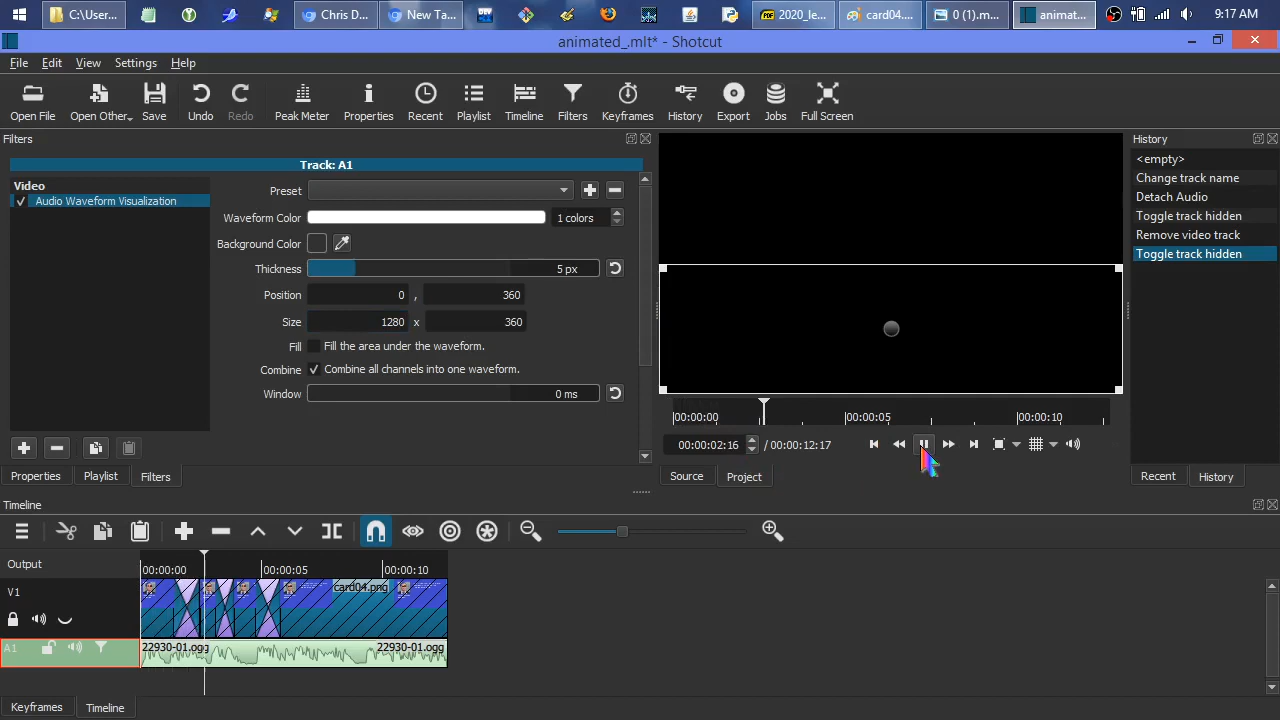 C:\User...
Chris D...
New Ta...
2020_le...
card04....
0 (1).m...
animat...
9:17 AM
animated_.mlt* - Shotcut
File Edit View Settings Help
Open File Open Other... Save Undo Redo Peak Meter Properties Recent Playlist Timeline Filters Keyframes History Export Jobs Full Screen
Filters
History
Track: A1
Video
Audio Waveform Visualization
Preset
Waveform Color 1 colors
Background Color
Thickness 5 px
Position 0 , 360
Size 1280 x 360
Fill Fill the area under the waveform.
Combine Combine all channels into one waveform.
Window 0 ms
<empty>
Change track name
Detach Audio
Toggle track hidden
Remove video track
Toggle track hidden
00:00:00 00:00:05 00:00:10
00:00:02:16 / 00:00:12:17
Properties Playlist Filters
Source Project
Recent History
Timeline
Output 00:00:00 00:00:05 00:00:10
V1 card04.png
A1 22930-01.ogg 22930-01.ogg
Keyframes Timeline